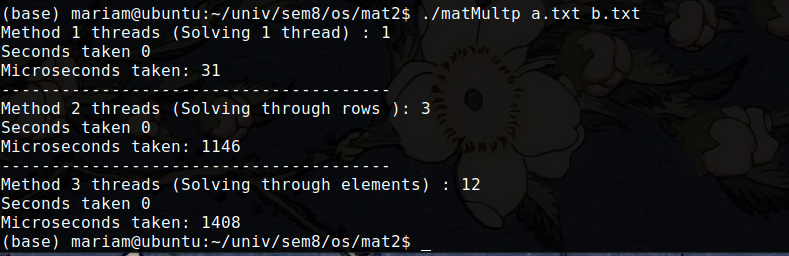 (base) mariam@ubuntu:~/univ/sem8/os/mat2$ ./matMultp a.txt b.txt
Method 1 threads (Solving 1 thread) : 1
Seconds taken 0
Microseconds taken: 31
---------------------------------------
Method 2 threads (Solving through rows ): 3
Seconds taken 0
Microseconds taken: 1146
---------------------------------------
Method 3 threads (Solving through elements) : 12
Seconds taken 0
Microseconds taken: 1408
(base) mariam@ubuntu:~/univ/sem8/os/mat2$ _